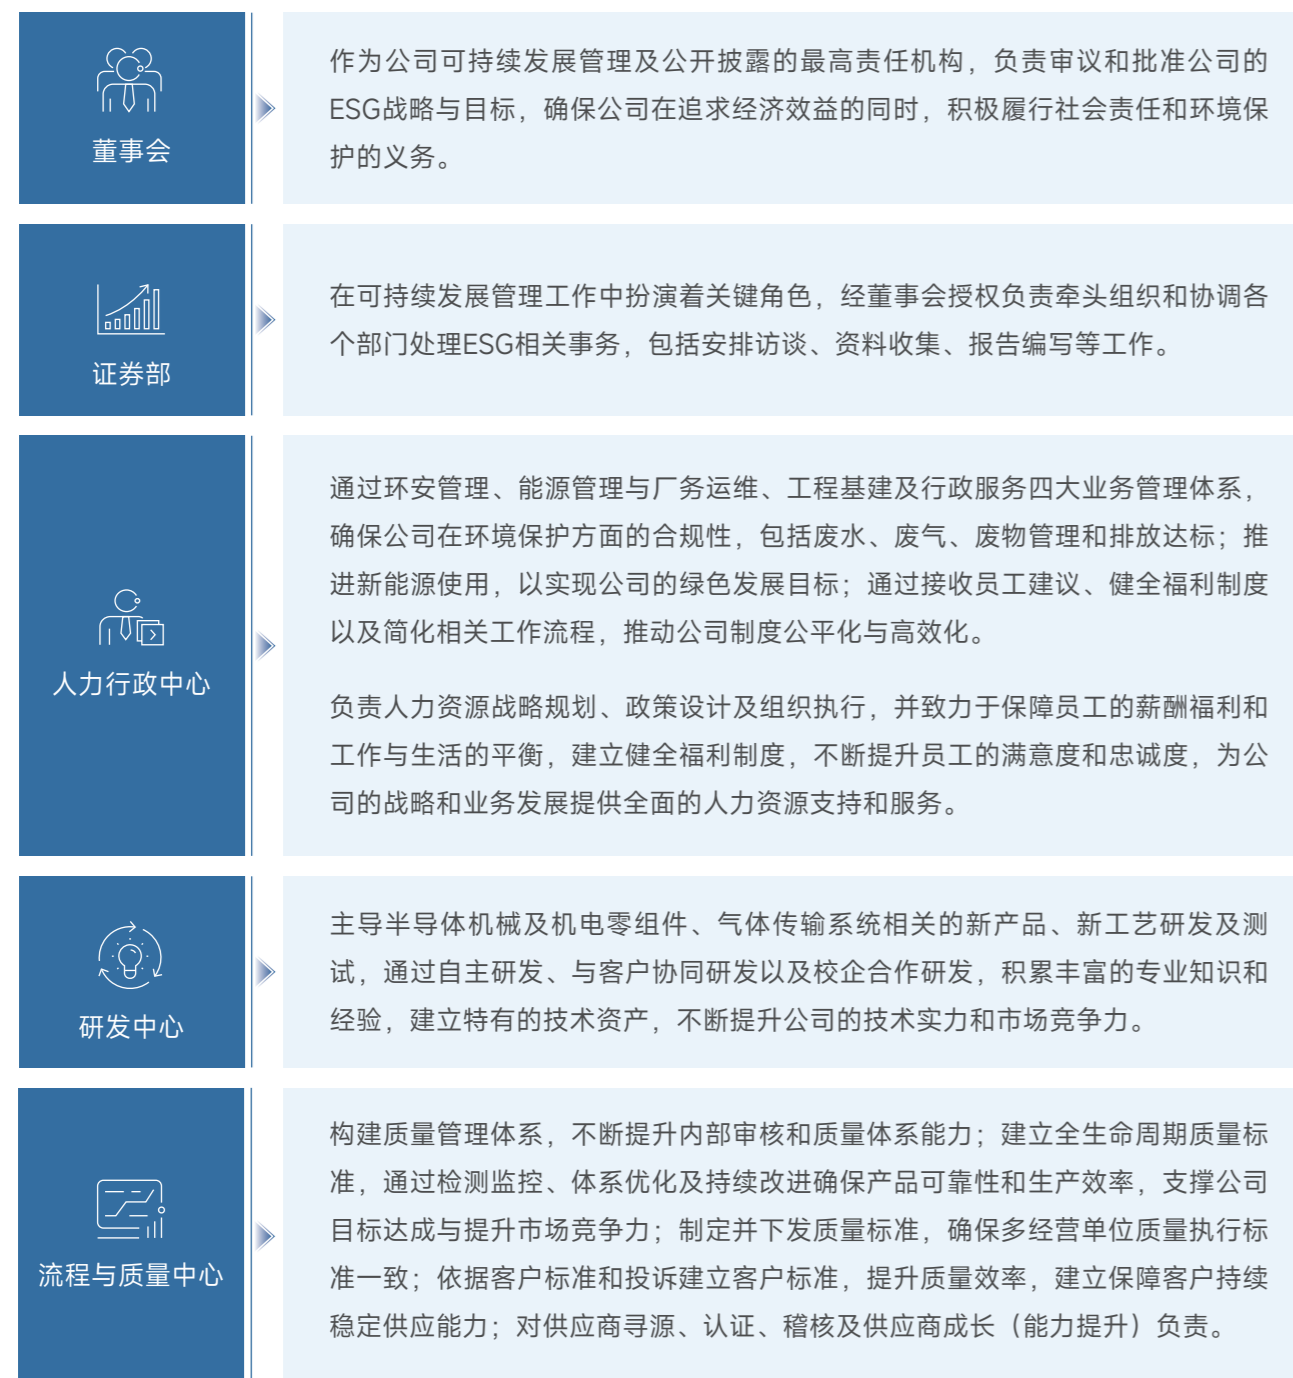 董事会
作为公司可持续发展管理及公开披露的最高责任机构，负责审议和批准公司的
ESG战略与目标，确保公司在追求经济效益的同时，积极履行社会责任和环境保
护的义务。
证券部
在可持续发展管理工作中扮演着关键角色，经董事会授权负责牵头组织和协调各
个部门处理ESG相关事务，包括安排访谈、资料收集、报告编写等工作。
人力行政中心
通过环安管理、能源管理与厂务运维、工程基建及行政服务四大业务管理体系，
确保公司在环境保护方面的合规性，包括废水、废气、废物管理和排放达标；推
进新能源使用，以实现公司的绿色发展目标；通过接收员工建议、健全福利制度
以及简化相关工作流程，推动公司制度公平化与高效化。
负责人力资源战略规划、政策设计及组织执行，并致力于保障员工的薪酬福利和
工作与生活的平衡，建立健全福利制度，不断提升员工的满意度和忠诚度，为公
司的战略和业务发展提供全面的人力资源支持和服务。
研发中心
主导半导体机械及机电零组件、气体传输系统相关的新产品、新工艺研发及测
试，通过自主研发、与客户协同研发以及校企合作研发，积累丰富的专业知识和
经验，建立特有的技术资产，不断提升公司的技术实力和市场竞争力。
流程与质量中心
构建质量管理体系，不断提升内部审核和质量体系能力；建立全生命周期质量标
准，通过检测监控、体系优化及持续改进确保产品可靠性和生产效率，支撑公司
目标达成与提升市场竞争力；制定并下发质量标准，确保多经营单位质量执行标
准一致；依据客户标准和投诉建立客户标准，提升质量效率，建立保障客户持续
稳定供应能力；对供应商寻源、认证、稽核及供应商成长（能力提升）负责。